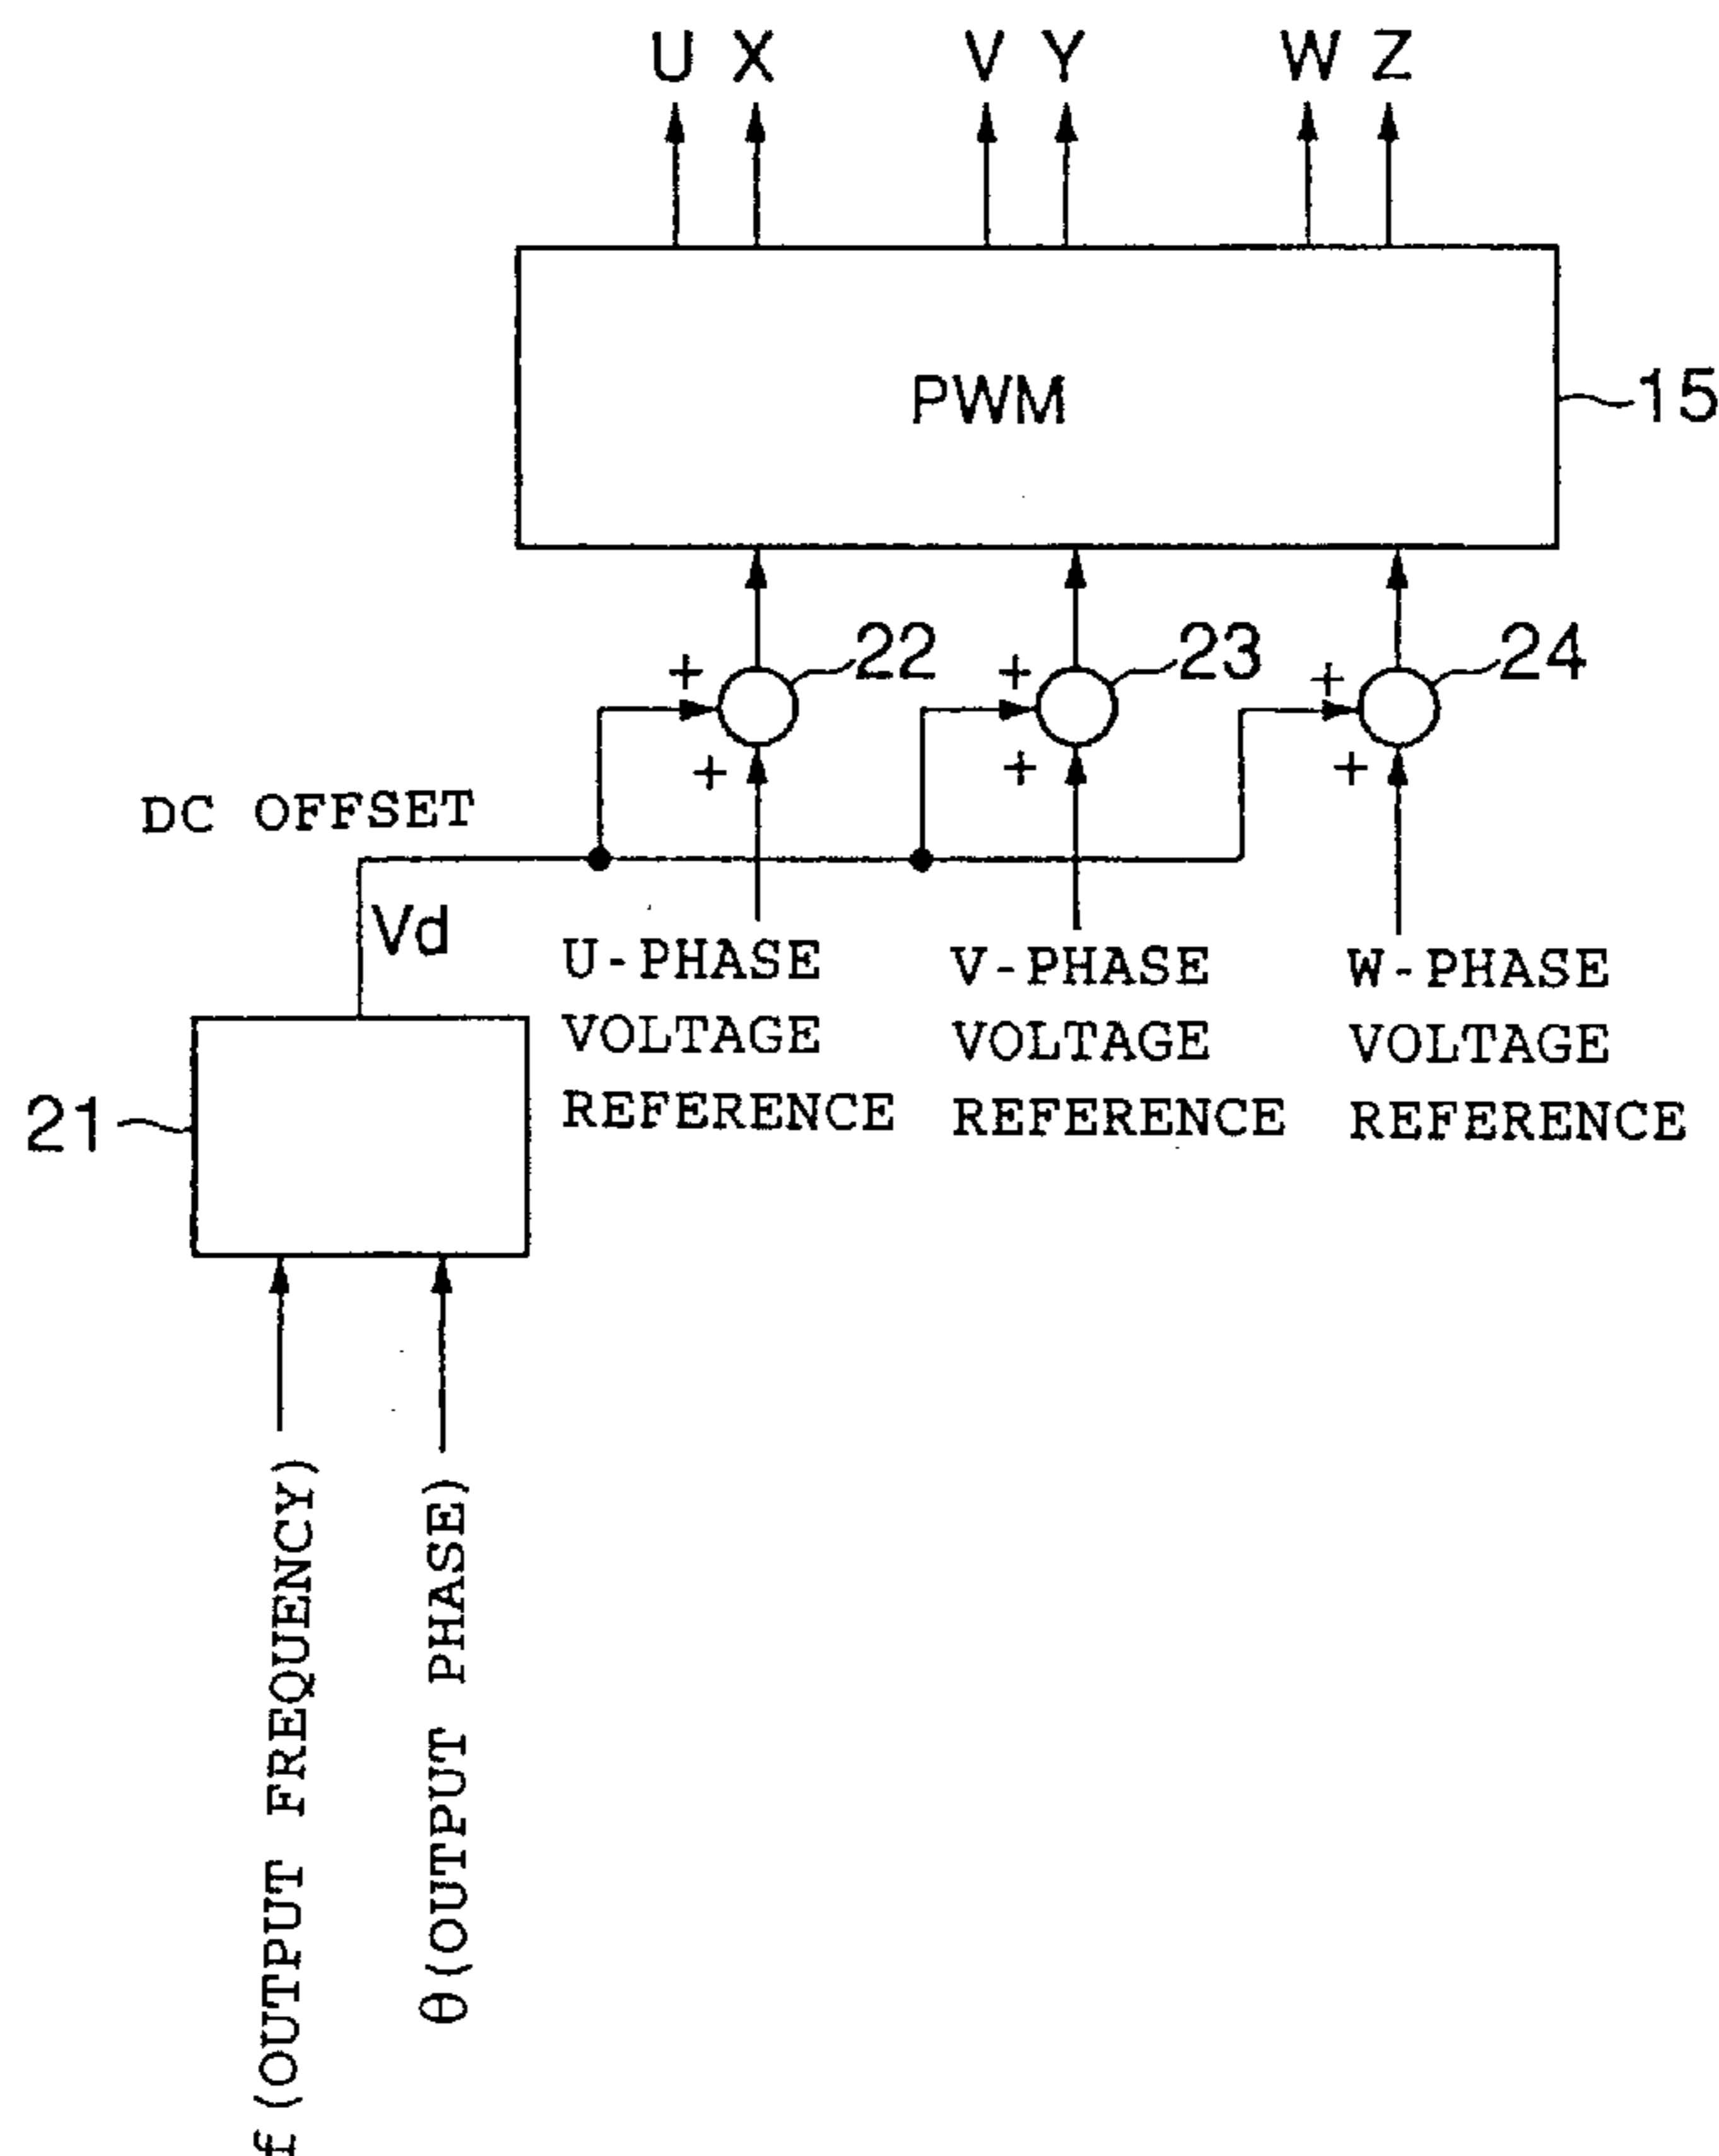 U X V Y W Z
PWM
15
+ 22 + 23 + 24
+ + +
DC OFFSET
Vd
U-PHASE
VOLTAGE
REFERENCE
V-PHASE
VOLTAGE
REFERENCE
W-PHASE
VOLTAGE
REFERENCE
21
f (OUTPUT FREQUENCY)
θ (OUTPUT PHASE)